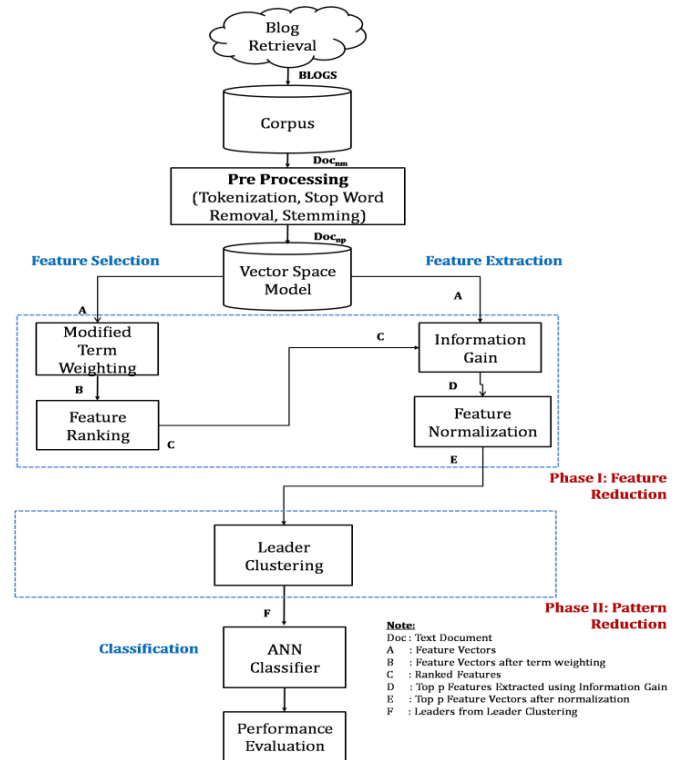 Blog
Retrieval
BLOGS
Corpus
Doc_nm
Pre Processing
(Tokenization, Stop Word
Removal, Stemming)
Doc_np
Feature Selection
Feature Extraction
Vector Space
Model
A
A
Modified
Term
Weighting
C
Information
Gain
B
D
Feature
Ranking
C
Feature
Normalization
E
Phase I: Feature
Reduction
Leader
Clustering
F
Phase II: Pattern
Reduction
Classification
ANN
Classifier
Performance
Evaluation
Note:
Doc : Text Document
A : Feature Vectors
B : Feature Vectors after term weighting
C : Ranked Features
D : Top p Features Extracted using Information Gain
E : Top p Feature Vectors after normalization
F : Leaders from Leader Clustering